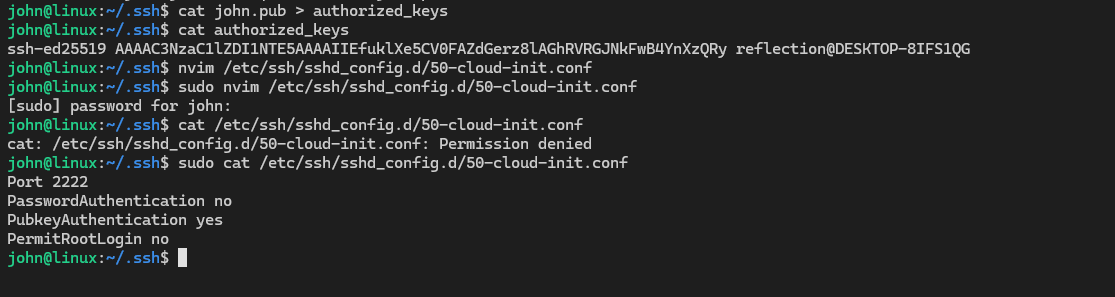 john@linux:~/.ssh$ cat john.pub > authorized_keys
john@linux:~/.ssh$ cat authorized_keys
ssh-ed25519 AAAAC3NzaC1lZDI1NTE5AAAAIIEfuklXe5CV0FAZdGerz8lAGhRVRGJNkFwB4YnXzQRy reflection@DESKTOP-8IFS1QG
john@linux:~/.ssh$ nvim /etc/ssh/sshd_config.d/50-cloud-init.conf
john@linux:~/.ssh$ sudo nvim /etc/ssh/sshd_config.d/50-cloud-init.conf
[sudo] password for john:
john@linux:~/.ssh$ cat /etc/ssh/sshd_config.d/50-cloud-init.conf
cat: /etc/ssh/sshd_config.d/50-cloud-init.conf: Permission denied
john@linux:~/.ssh$ sudo cat /etc/ssh/sshd_config.d/50-cloud-init.conf
Port 2222
PasswordAuthentication no
PubkeyAuthentication yes
PermitRootLogin no
john@linux:~/.ssh$